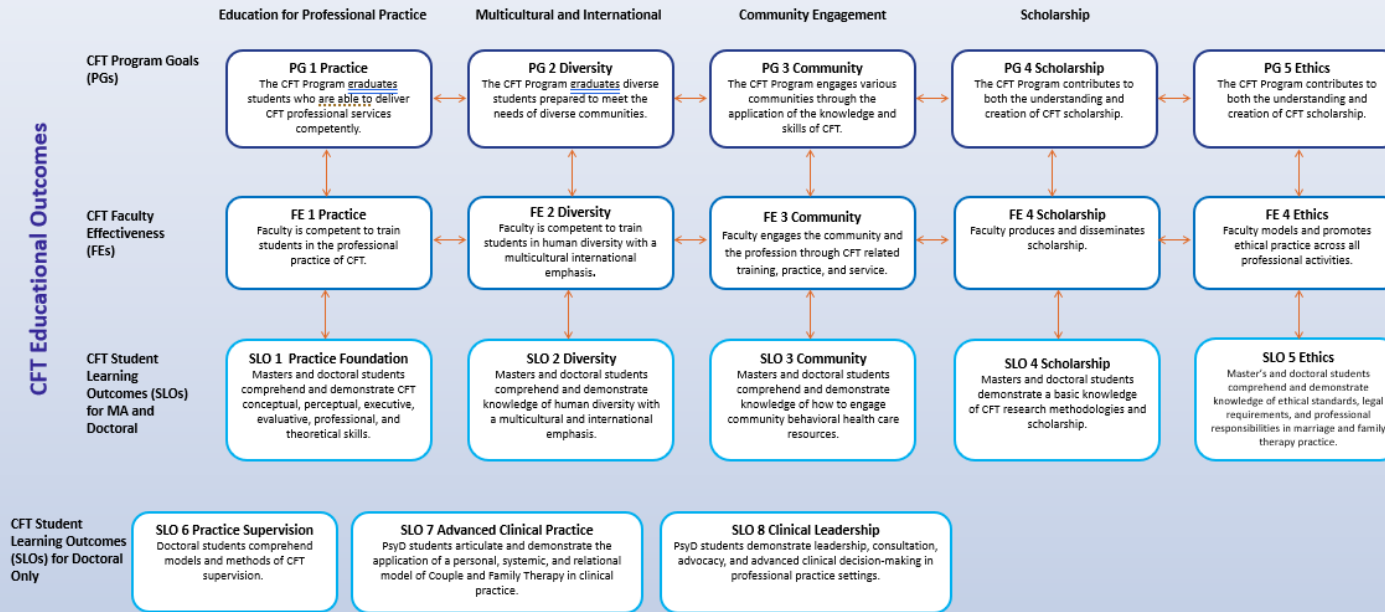 Education for Professional Practice
Multicultural and International
Community Engagement
Scholarship
CFT Educational Outcomes
CFT Program Goals
(PGs)
PG 1 Practice
The CFT Program graduates
students who are able to deliver
CFT professional services
competently.
PG 2 Diversity
The CFT Program graduates diverse
students prepared to meet the
needs of diverse communities.
PG 3 Community
The CFT Program engages various
communities through the
application of the knowledge and
skills of CFT.
PG 4 Scholarship
The CFT Program contributes to
both the understanding and
creation of CFT scholarship.
PG 5 Ethics
The CFT Program contributes to
both the understanding and
creation of CFT scholarship.
CFT Faculty
Effectiveness
(FEs)
FE 1 Practice
Faculty is competent to train
students in the professional
practice of CFT.
FE 2 Diversity
Faculty is competent to train
students in human diversity with a
multicultural international
emphasis.
FE 3 Community
Faculty engages the community and
the profession through CFT related
training, practice, and service.
FE 4 Scholarship
Faculty produces and disseminates
scholarship.
FE 4 Ethics
Faculty models and promotes
ethical practice across all
professional activities.
CFT Student
Learning
Outcomes (SLOs)
for MA and
Doctoral
SLO 1 Practice Foundation
Masters and doctoral students
comprehend and demonstrate CFT
conceptual, perceptual, executive,
evaluative, professional, and
theoretical skills.
SLO 2 Diversity
Masters and doctoral students
comprehend and demonstrate
knowledge of human diversity with
a multicultural and international
emphasis.
SLO 3 Community
Masters and doctoral students
comprehend and demonstrate
knowledge of how to engage
community behavioral health care
resources.
SLO 4 Scholarship
Masters and doctoral students
demonstrate a basic knowledge
of CFT research methodologies and
scholarship.
SLO 5 Ethics
Master's and doctoral students
comprehend and demonstrate
knowledge of ethical standards, legal
requirements, and professional
responsibilities in marriage and family
therapy practice.
CFT Student
Learning Outcomes
(SLOs) for Doctoral
Only
SLO 6 Practice Supervision
Doctoral students comprehend
models and methods of CFT
supervision.
SLO 7 Advanced Clinical Practice
PsyD students articulate and demonstrate the
application of a personal, systemic, and relational
model of Couple and Family Therapy in clinical
practice.
SLO 8 Clinical Leadership
PsyD students demonstrate leadership, consultation,
advocacy, and advanced clinical decision-making in
professional practice settings.